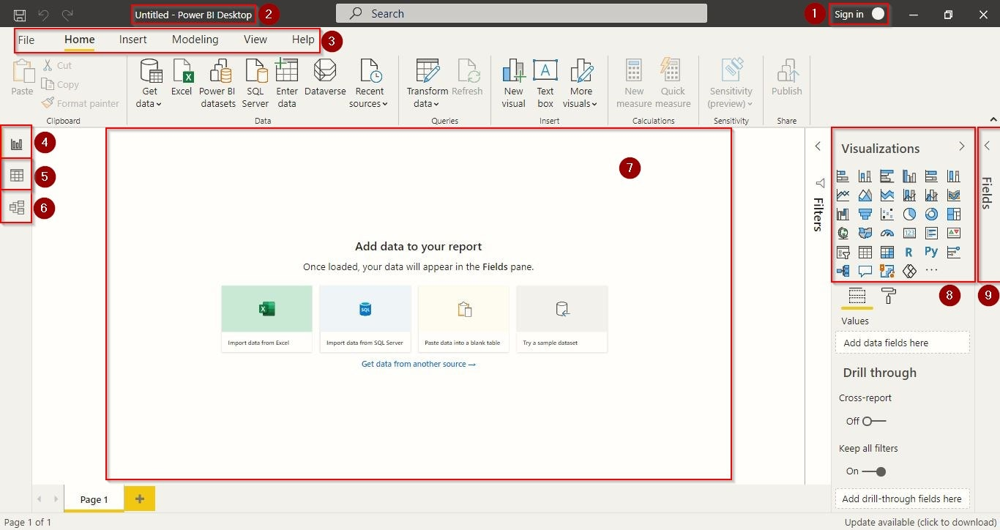 Untitled - Power BI Desktop
2
Search
1
Sign in
File
Home
Insert
Modeling
View
Help
3
Paste
Cut
Copy
Format painter
Clipboard
Get
data
Excel
Power BI
datasets
SQL
Server
Enter
data
Dataverse
Recent
sources
Data
Transform
data
Refresh
Queries
New
visual
Text
box
More
visuals
Insert
New
measure
Quick
measure
Calculations
Sensitivity
(preview)
Sensitivity
Publish
Share
4
5
6
7
Add data to your report
Once loaded, your data will appear in the Fields pane.
Import data from Excel
SQL
Import data from SQL Server
Paste data into a blank table
Try a sample dataset
Get data from another source →
Filters
Visualizations
123
R
Py
...
8
Fields
9
Values
Add data fields here
Drill through
Cross-report
Off
Keep all filters
On
Add drill-through fields here
Page 1
+
Page 1 of 1
Update available (click to download)